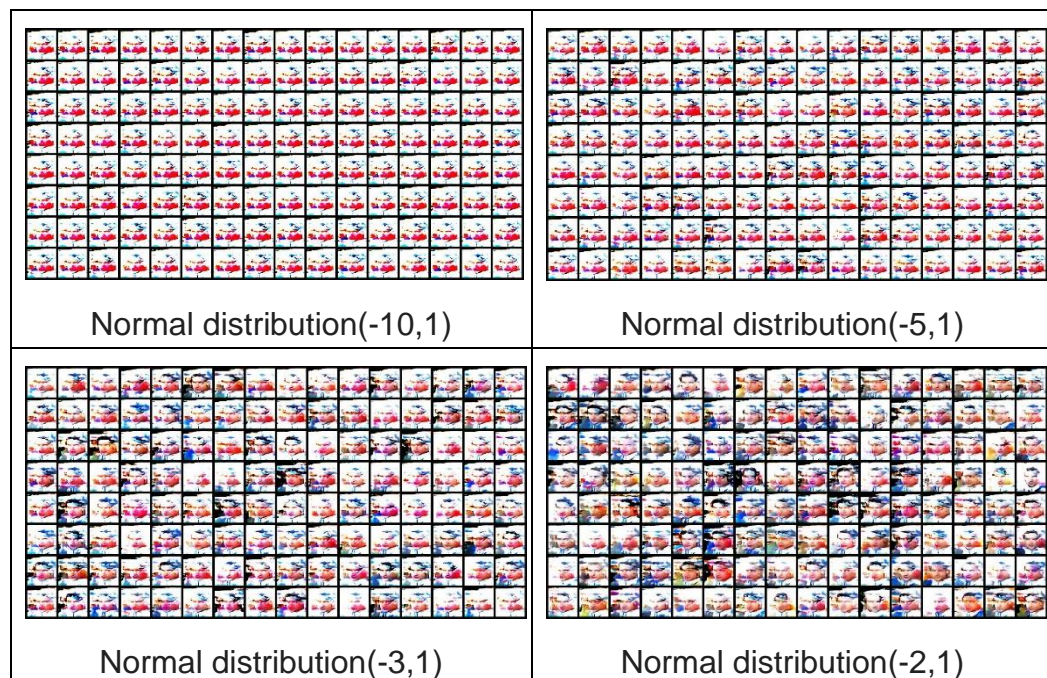 Normal distribution(-10,1)
Normal distribution(-5,1)
Normal distribution(-3,1)
Normal distribution(-2,1)